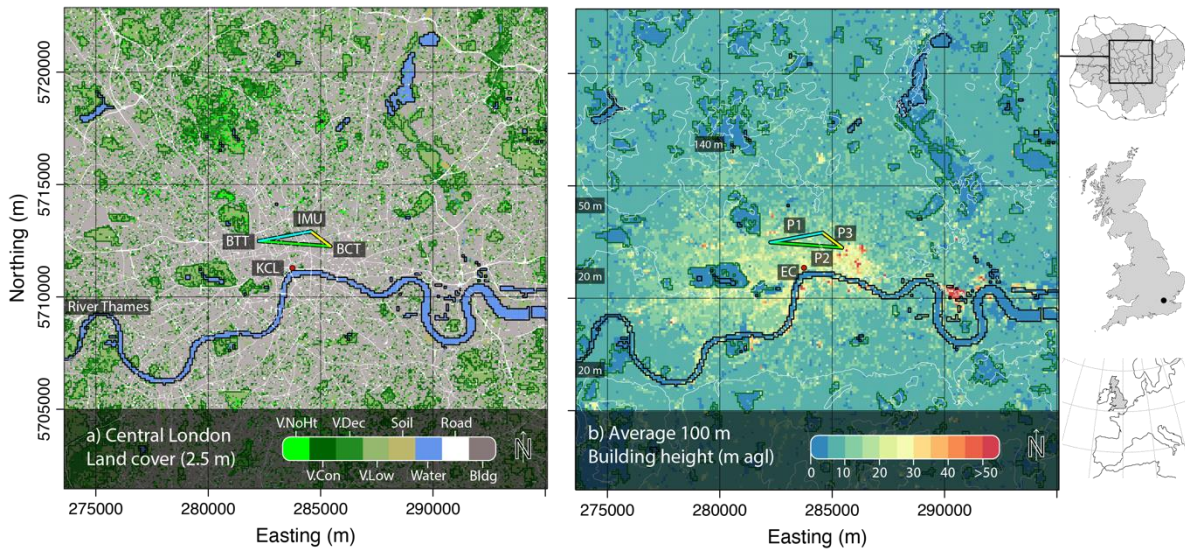 Northing (m)
5720000
5715000
5710000
5705000
IMU
BTT
BCT
KCL
River Thames
a) Central London
Land cover (2.5 m)
V.NoHt V.Dec Soil Road
V.Con V.Low Water Bldg
N
275000 280000 285000 290000
Easting (m)
140 m
50 m
P1
P3
P2
EC
20 m
20 m
b) Average 100 m
Building height (m agl)
0 10 20 30 40 >50
N
275000 280000 285000 290000
Easting (m)